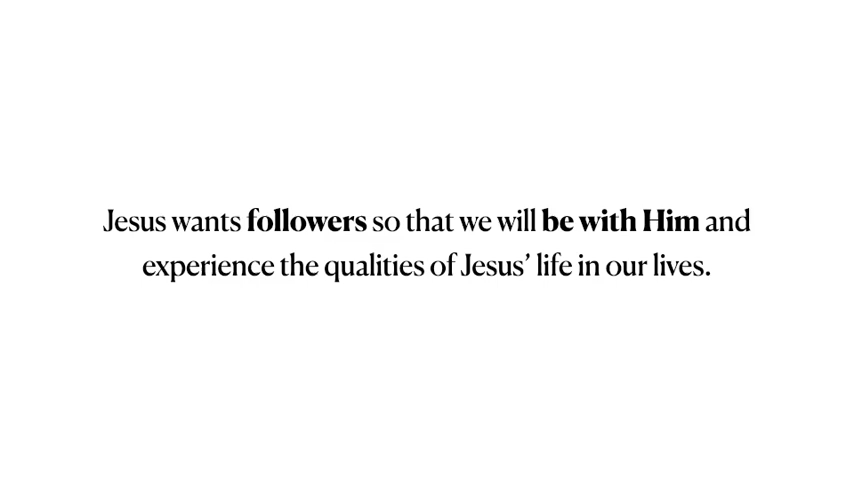 Jesus wants followers so that we will be with Him and
experience the qualities of Jesus’ life in our lives.